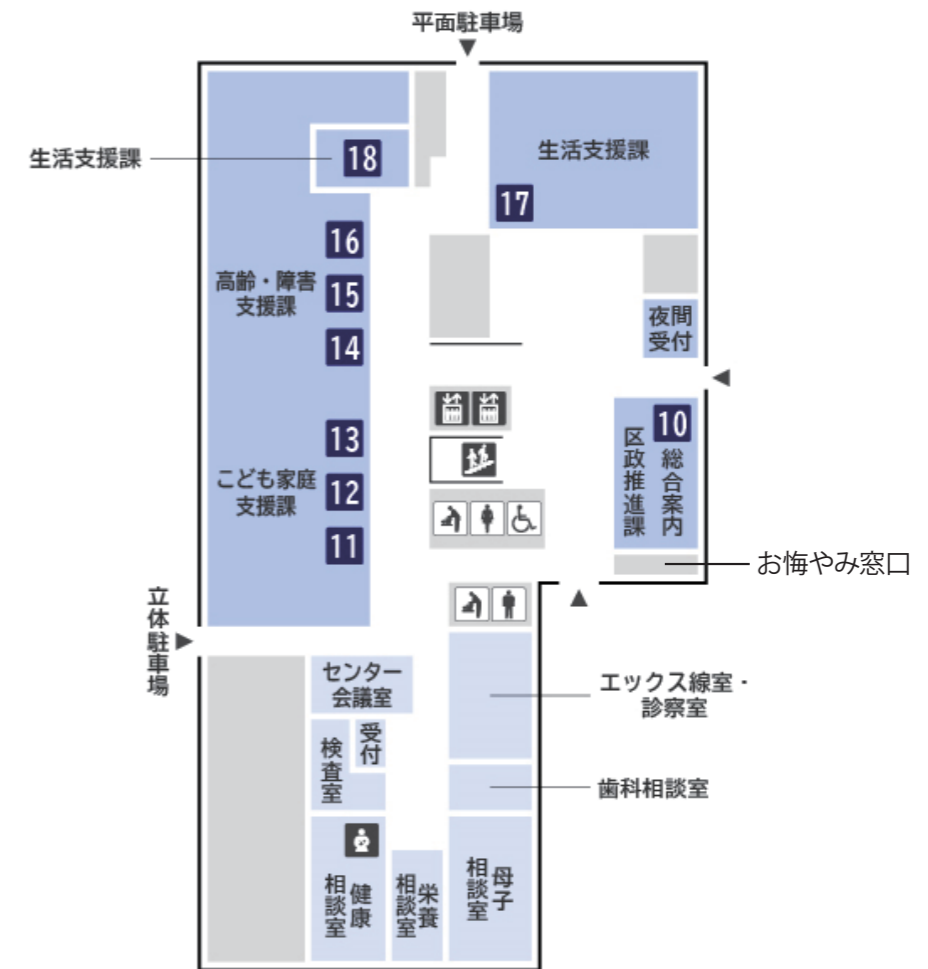 平面駐車場
生活支援課
18
生活支援課
17
16
高齢・障害
支援課
15
14
夜間
受付
10
総合案内
区政推進課
13
こども家庭
支援課
12
11
お悔やみ窓口
立体駐車場
センター
会議室
エックス線室・
診察室
受付
検査室
歯科相談室
健康
相談室
栄養
相談室
母子
相談室